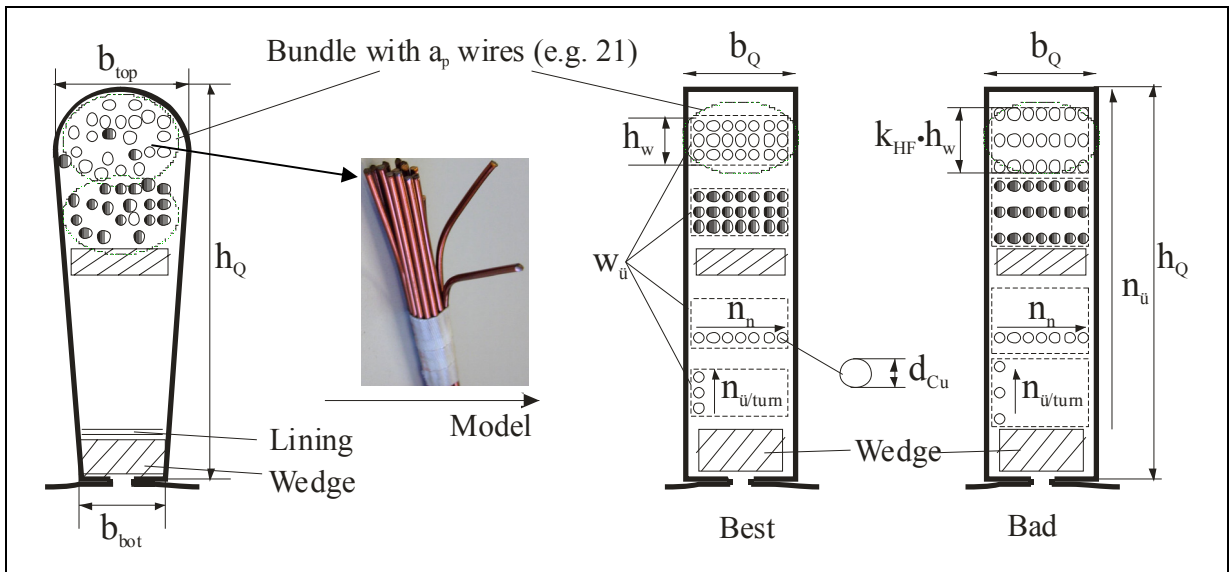 Bundle with aₚ wires (e.g. 21)
b_top
h_Q
Lining
Wedge
b_bot
Model
b_Q
h_w
w_ü
n_n
d_Cu
n_ü/turn
Wedge
Best
b_Q
k_HF·h_w
n_n
n_ü/turn
n_ü
h_Q
Bad